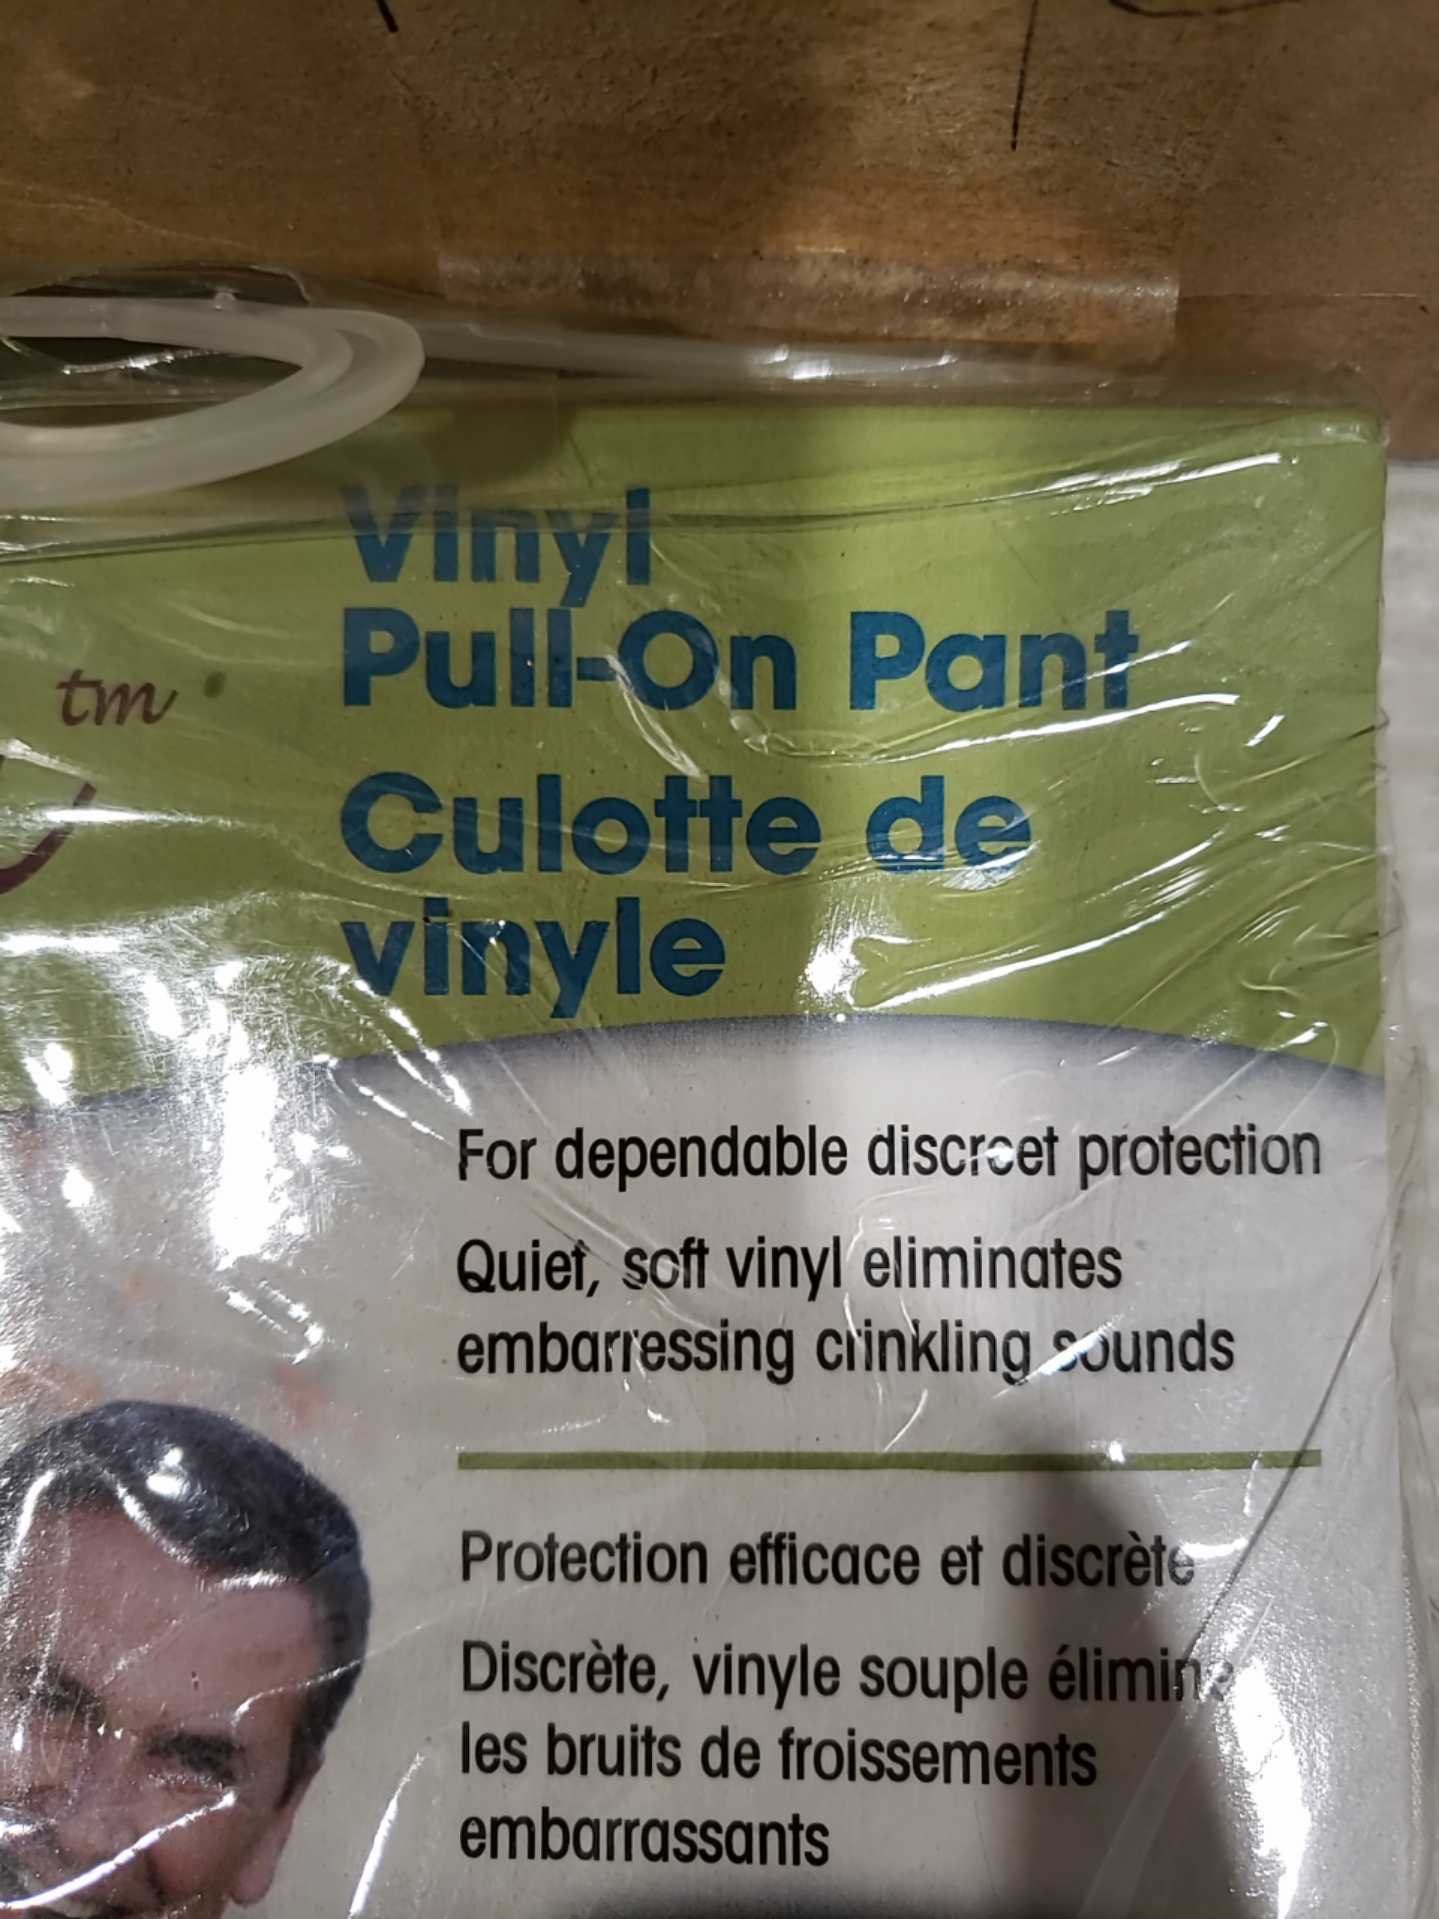 Vinyl
Pull-On Pant
tm
Culotte de
vinyle
For dependable discreet protection
Quiet, soft vinyl eliminates
embarressing crinkling sounds
Protection efficace et discrète
Discrète, vinyle souple élimine
les bruits de froissements
embarrassants